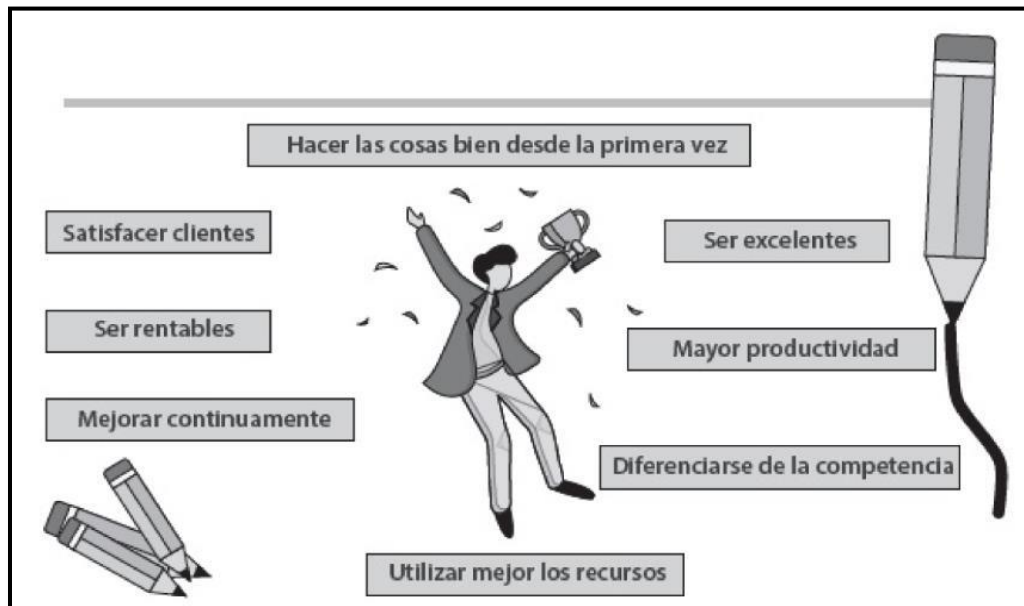 Hacer las cosas bien desde la primera vez
Satisfacer clientes
Ser excelentes
Ser rentables
Mayor productividad
Mejorar continuamente
Diferenciarse de la competencia
Utilizar mejor los recursos